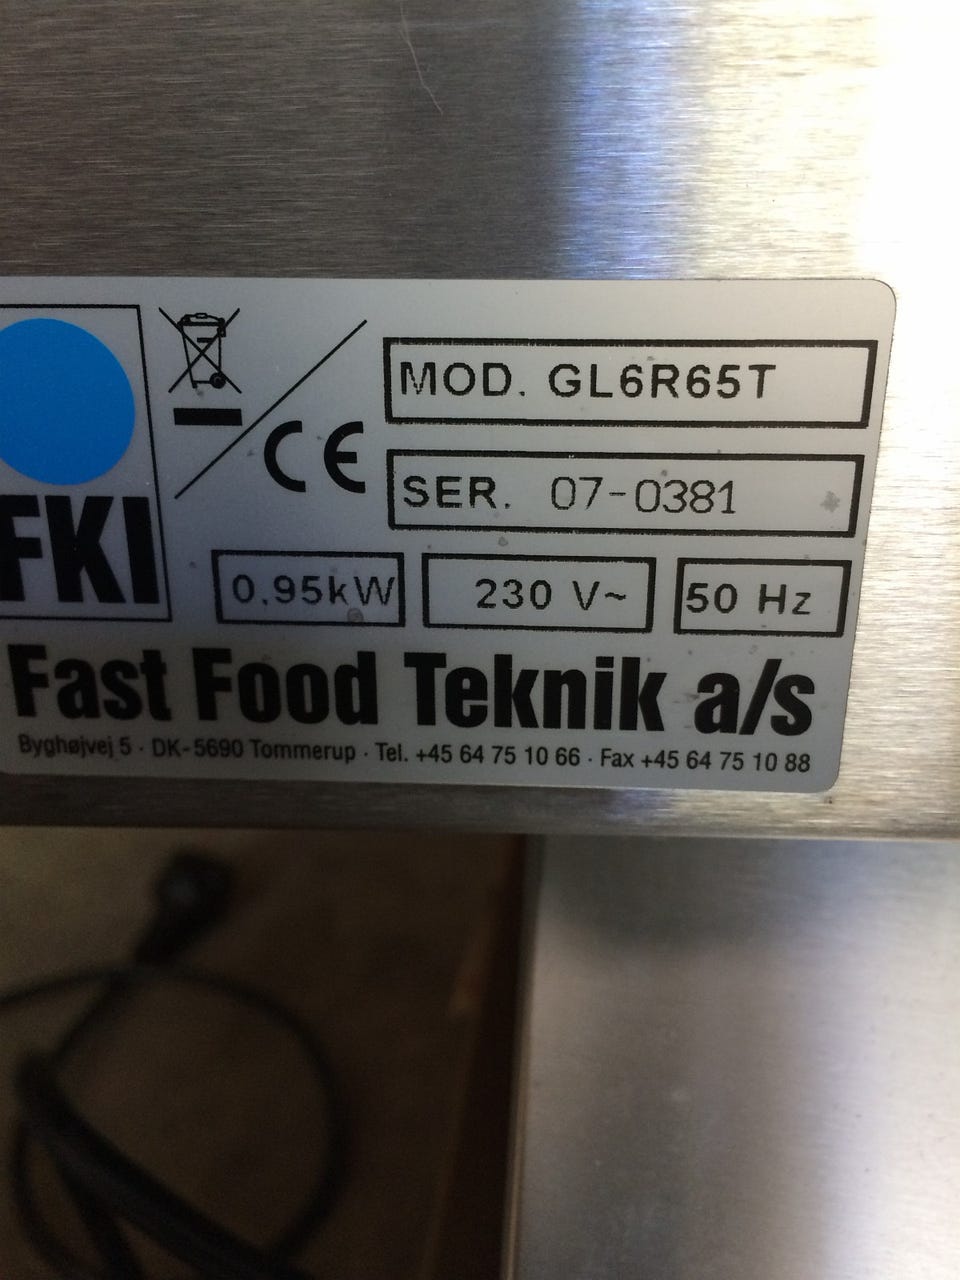 FKI
CE
MOD. GL6R65T
SER. 07-0381
0.95kW 230 V~ 50 Hz
Fast Food Teknik a/s
Byghøjvej 5 · DK-5690 Tommerup · Tel. +45 64 75 10 66 · Fax +45 64 75 10 88